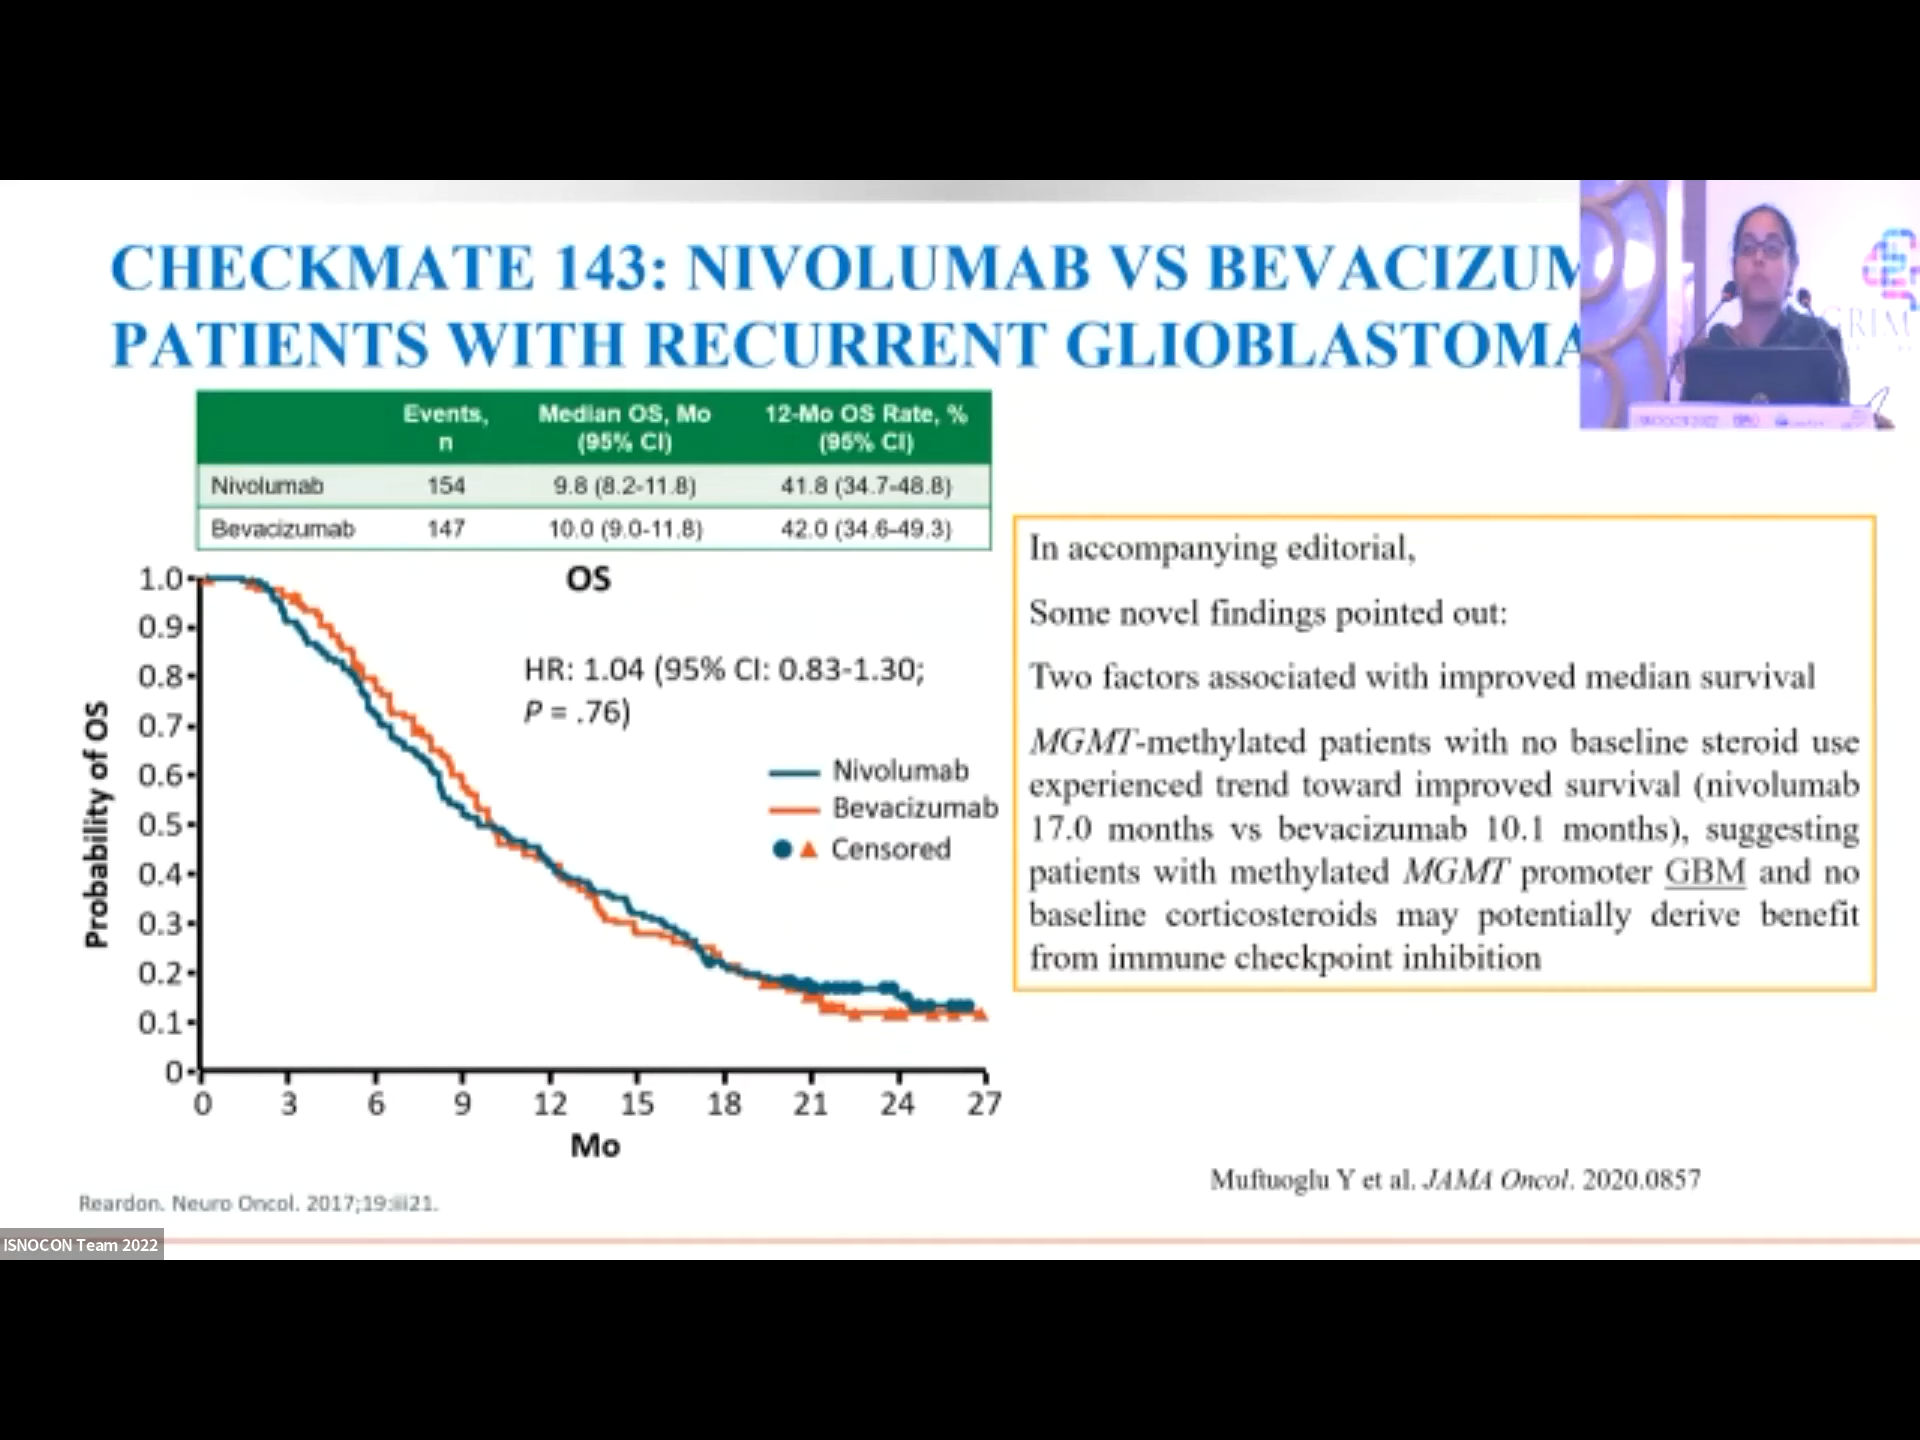 CHECKMATE 143: NIVOLUMAB VS BEVACIZUM
PATIENTS WITH RECURRENT GLIOBLASTOMA
Events, n Median OS, Mo (95% CI) 12-Mo OS Rate, % (95% CI)
Nivolumab 154 9.8 (8.2-11.8) 41.8 (34.7-48.8)
Bevacizumab 147 10.0 (9.0-11.8) 42.0 (34.6-49.3)
OS
HR: 1.04 (95% CI: 0.83-1.30;
P = .76)
Nivolumab
Bevacizumab
Censored
Probability of OS
1.0
0.9
0.8
0.7
0.6
0.5
0.4
0.3
0.2
0.1
0
0 3 6 9 12 15 18 21 24 27
Mo
In accompanying editorial,
Some novel findings pointed out:
Two factors associated with improved median survival
MGMT-methylated patients with no baseline steroid use
experienced trend toward improved survival (nivolumab
17.0 months vs bevacizumab 10.1 months), suggesting
patients with methylated MGMT promoter GBM and no
baseline corticosteroids may potentially derive benefit
from immune checkpoint inhibition
Muftuoglu Y et al. JAMA Oncol. 2020.0857
Reardon. Neuro Oncol. 2017;19:iii21.
ISNOCON Team 2022
GRIM
ISNOCON 2022